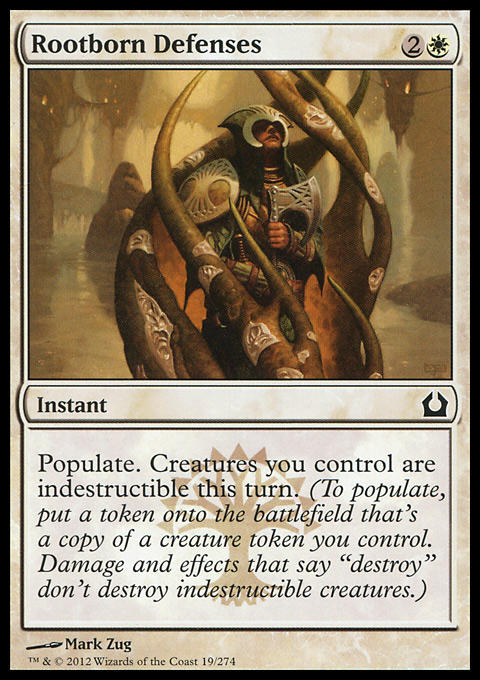 Rootborn Defenses 2
Instant
Populate. Creatures you control are
indestructible this turn. (To populate,
put a token onto the battlefield that's
a copy of a creature token you control.
Damage and effects that say “destroy”
don't destroy indestructible creatures.)
Mark Zug
™ & © 2012 Wizards of the Coast 19/274